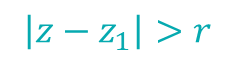 |z − z₁| > r